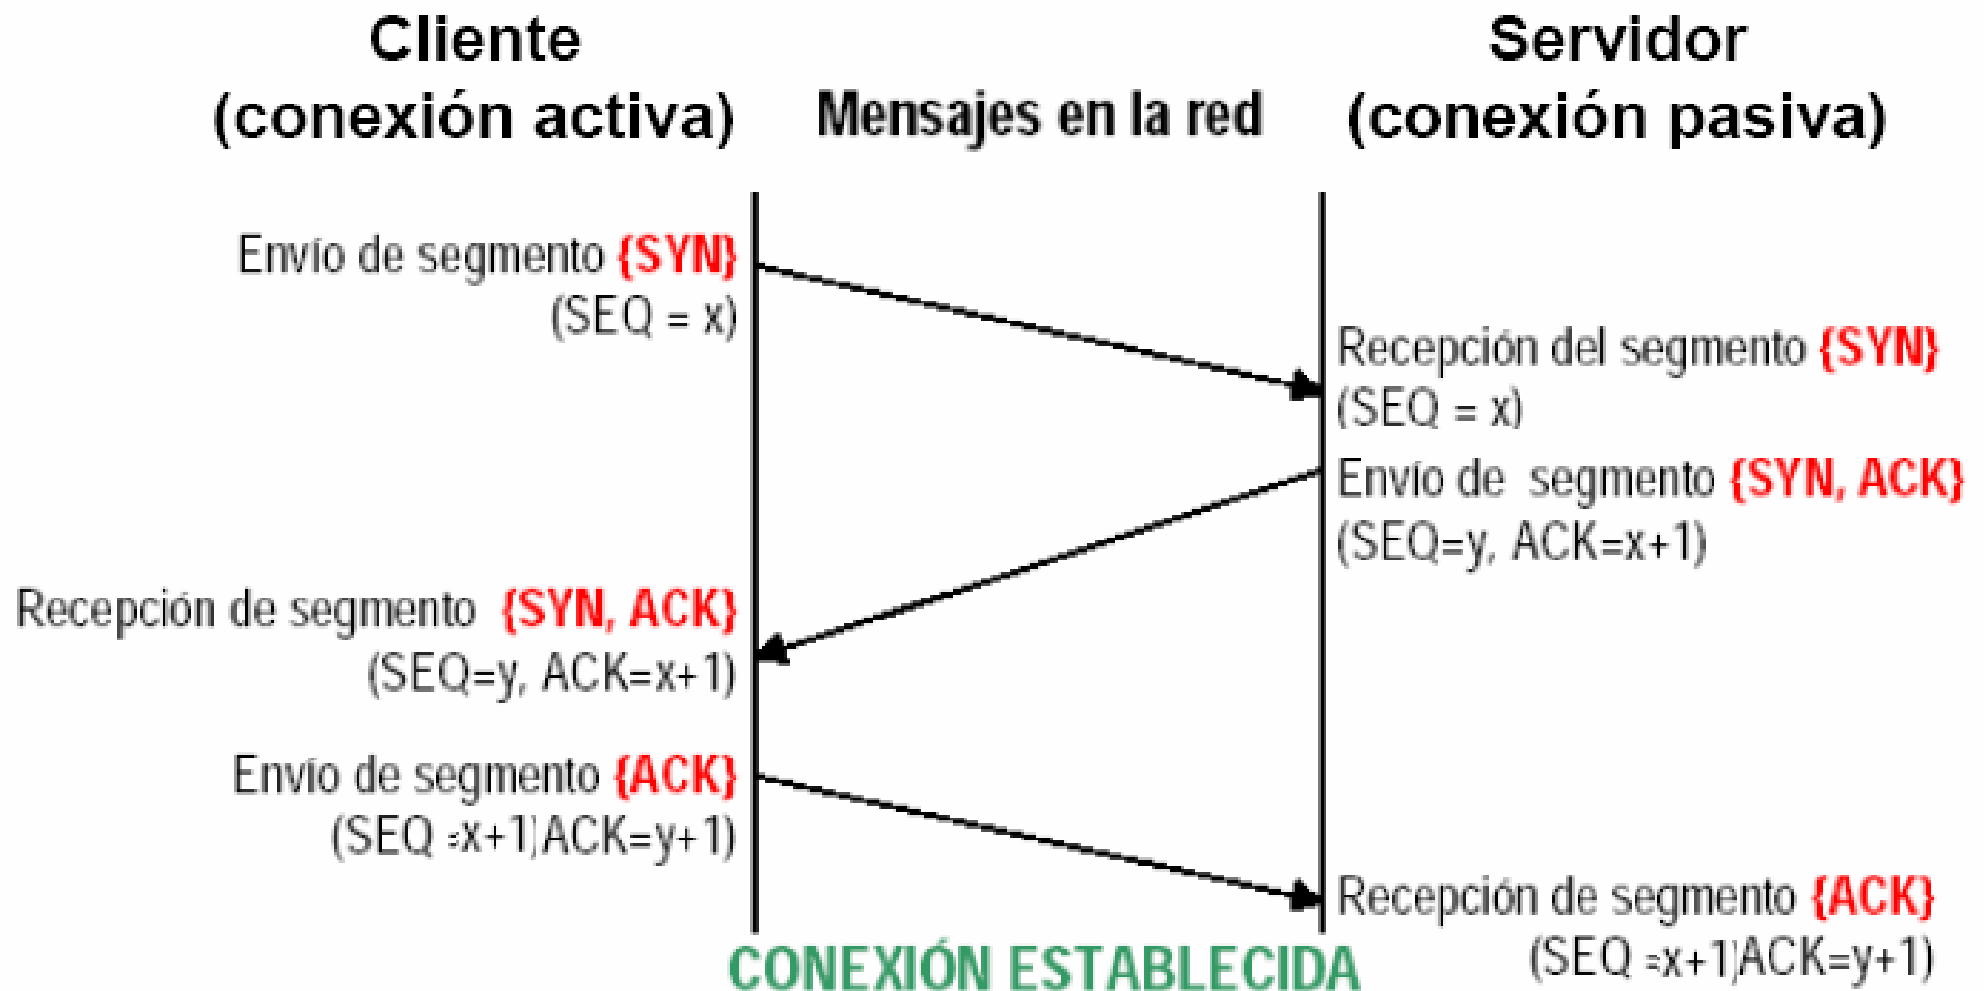 Cliente
(conexión activa)
Mensajes en la red
Servidor
(conexión pasiva)
Envío de segmento {SYN}
(SEQ = x)
Recepción del segmento {SYN}
(SEQ = x)
Envío de segmento {SYN, ACK}
(SEQ=y, ACK=x+1)
Recepción de segmento {SYN, ACK}
(SEQ=y, ACK=x+1)
Envío de segmento {ACK}
(SEQ =x+1)ACK=y+1)
Recepción de segmento {ACK}
(SEQ =x+1)ACK=y+1)
CONEXIÓN ESTABLECIDA